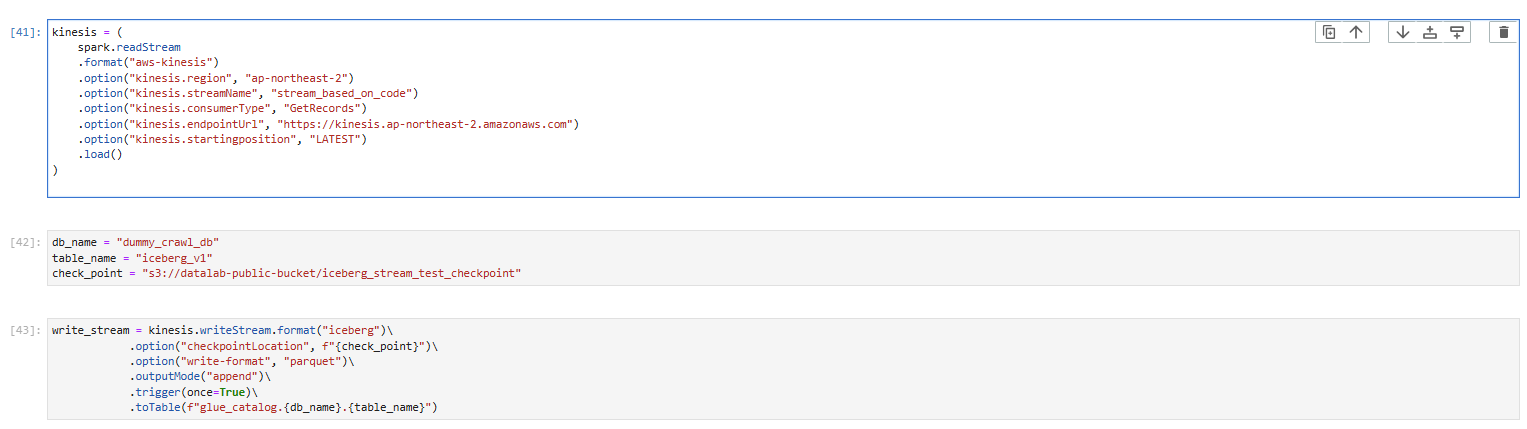 [41]: kinesis = (
    spark.readStream
    .format("aws-kinesis")
    .option("kinesis.region", "ap-northeast-2")
    .option("kinesis.streamName", "stream_based_on_code")
    .option("kinesis.consumerType", "GetRecords")
    .option("kinesis.endpointUrl", "https://kinesis.ap-northeast-2.amazonaws.com")
    .option("kinesis.startingposition", "LATEST")
    .load()
)
[42]: db_name = "dummy_crawl_db"
table_name = "iceberg_v1"
check_point = "s3://datalab-public-bucket/iceberg_stream_test_checkpoint"
[43]: write_stream = kinesis.writeStream.format("iceberg")\
            .option("checkpointLocation", f"{check_point}")\
            .option("write-format", "parquet")\
            .outputMode("append")\
            .trigger(once=True)\
            .toTable(f"glue_catalog.{db_name}.{table_name}")